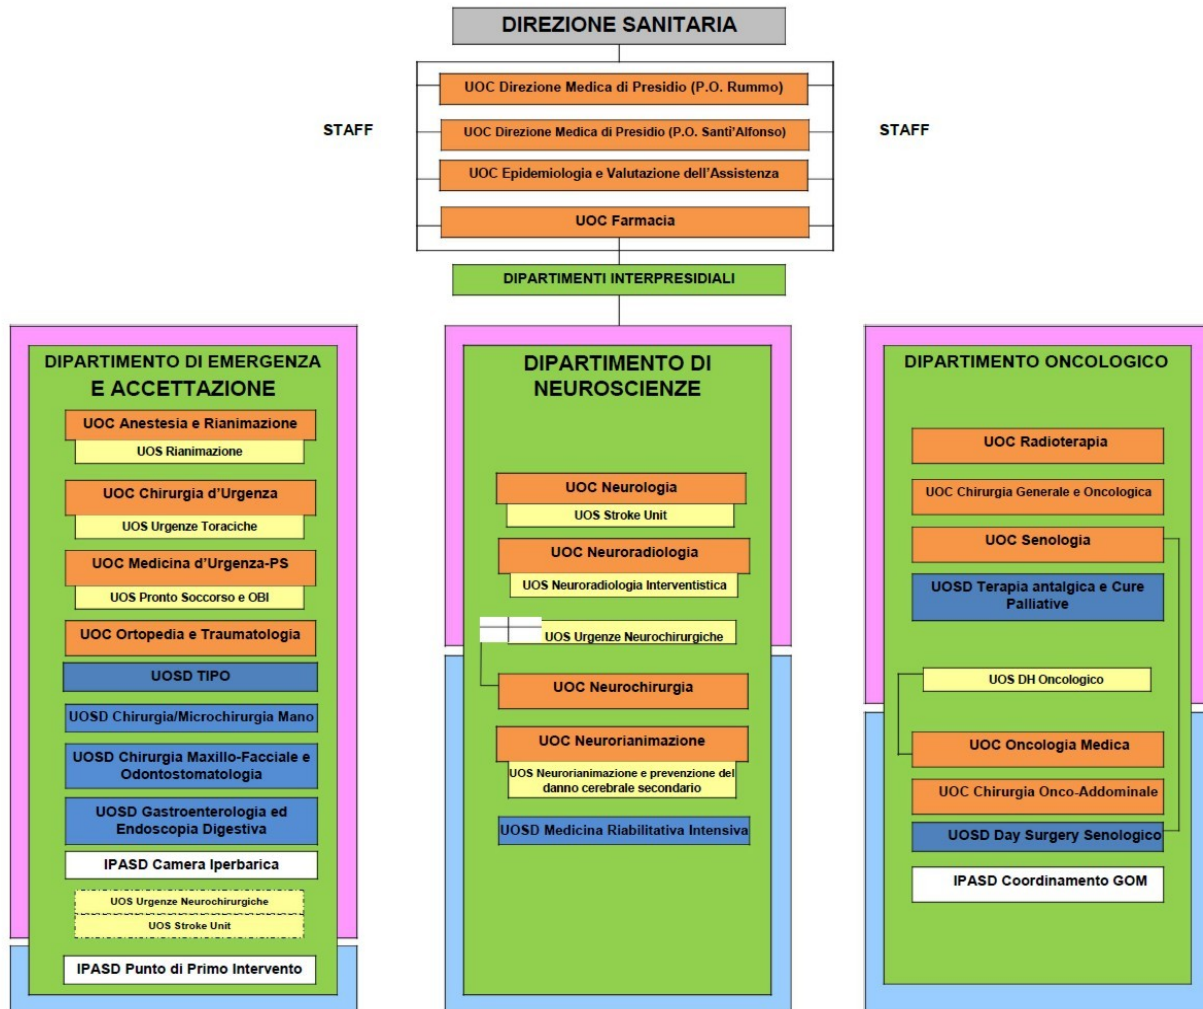 DIREZIONE SANITARIA
UOC Direzione Medica di Presidio (P.O. Rummo)
STAFF
UOC Direzione Medica di Presidio (P.O. Santi'Alfonso)
STAFF
UOC Epidemiologia e Valutazione dell'Assistenza
UOC Farmacia
DIPARTIMENTI INTERPRESIDIALI
DIPARTIMENTO DI EMERGENZA
E ACCETTAZIONE
UOC Anestesia e Rianimazione
UOS Rianimazione
UOC Chirurgia d'Urgenza
UOS Urgenze Toraciche
UOC Medicina d'Urgenza-PS
UOS Pronto Soccorso e OBI
UOC Ortopedia e Traumatologia
UOSD TIPO
UOSD Chirurgia/Microchirurgia Mano
UOSD Chirurgia Maxillo-Facciale e
Odontostomatologia
UOSD Gastroenterologia ed
Endoscopia Digestiva
IPASD Camera Iperbarica
UOS Urgenze Neurochirurgiche
UOS Stroke Unit
IPASD Punto di Primo Intervento
DIPARTIMENTO DI
NEUROSCIENZE
UOC Neurologia
UOS Stroke Unit
UOC Neuroradiologia
UOS Neuroradiologia Interventistica
UOS Urgenze Neurochirurgiche
UOC Neurochirurgia
UOC Neurorianimazione
UOS Neurorianimazione e prevenzione del
danno cerebrale secondario
UOSD Medicina Riabilitativa Intensiva
DIPARTIMENTO ONCOLOGICO
UOC Radioterapia
UOC Chirurgia Generale e Oncologica
UOC Senologia
UOSD Terapia antalgica e Cure
Palliative
UOS DH Oncologico
UOC Oncologia Medica
UOC Chirurgia Onco-Addominale
UOSD Day Surgery Senologico
IPASD Coordinamento GOM